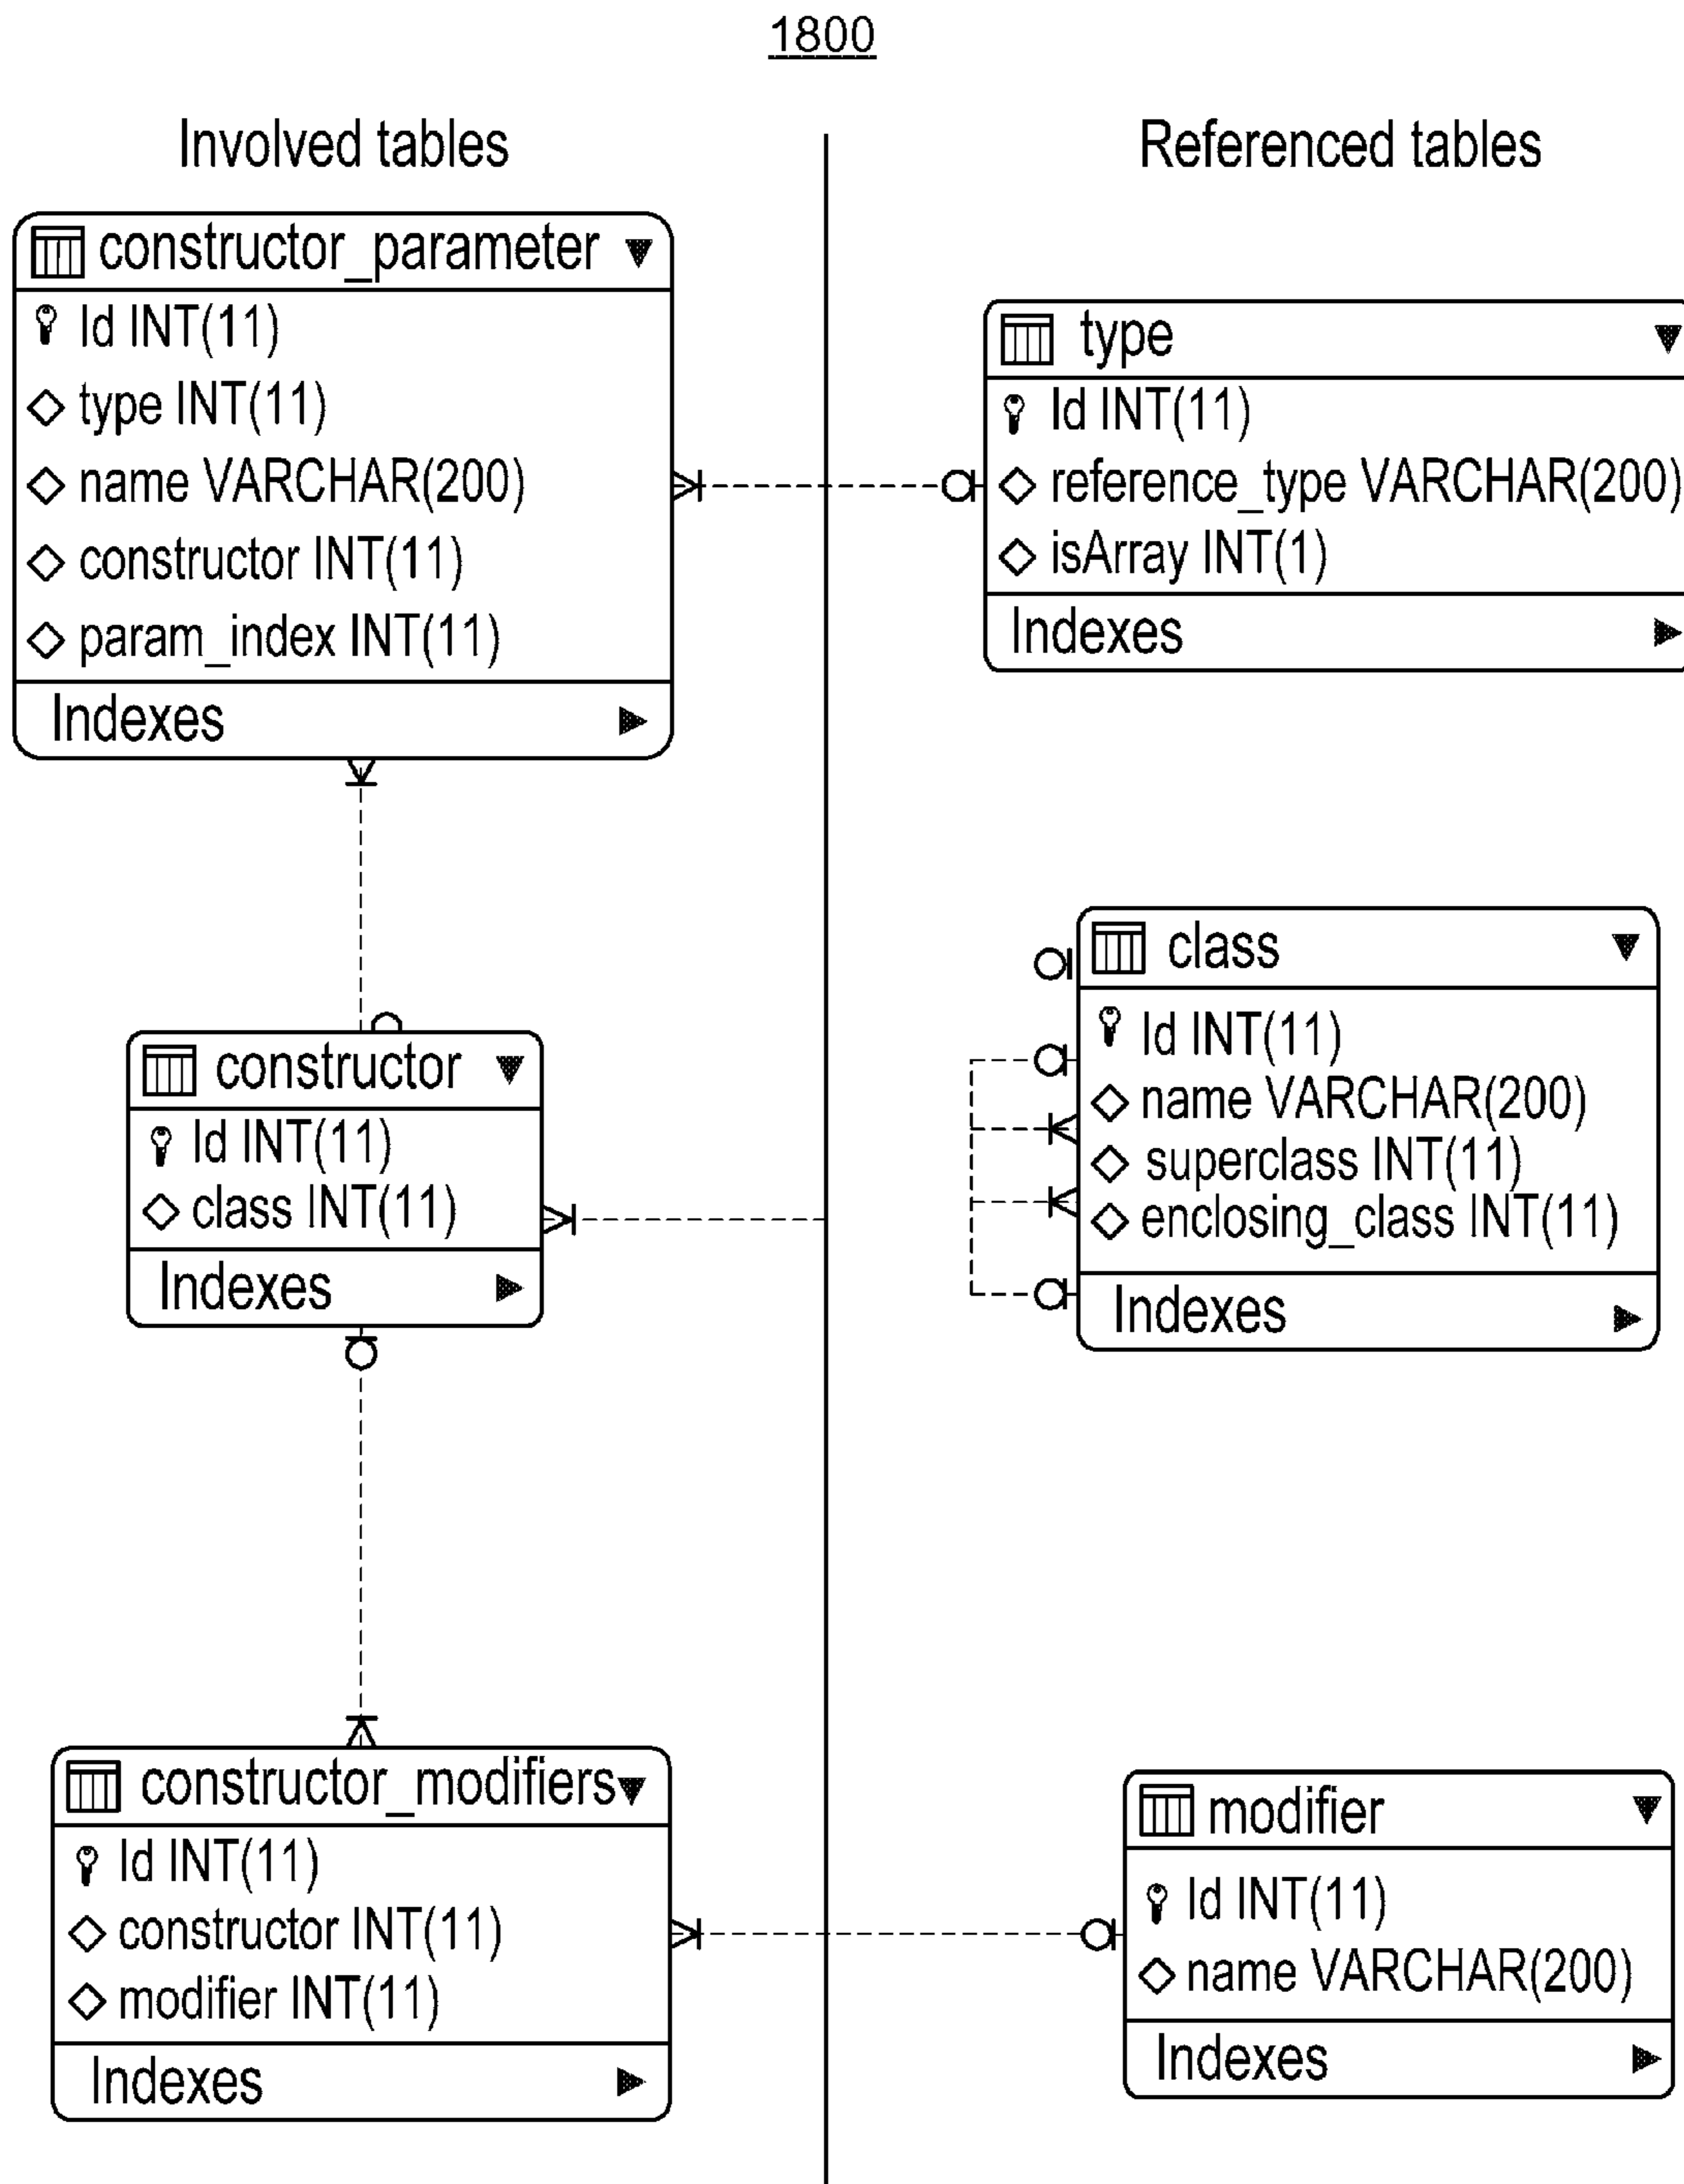 1800
Involved tables
constructor_parameter
Id INT(11)
type INT(11)
name VARCHAR(200)
constructor INT(11)
param_index INT(11)
Indexes
constructor
Id INT(11)
class INT(11)
Indexes
constructor_modifiers
Id INT(11)
constructor INT(11)
modifier INT(11)
Indexes
Referenced tables
type
Id INT(11)
reference_type VARCHAR(200)
isArray INT(1)
Indexes
class
Id INT(11)
name VARCHAR(200)
superclass INT(11)
enclosing_class INT(11)
Indexes
modifier
Id INT(11)
name VARCHAR(200)
Indexes